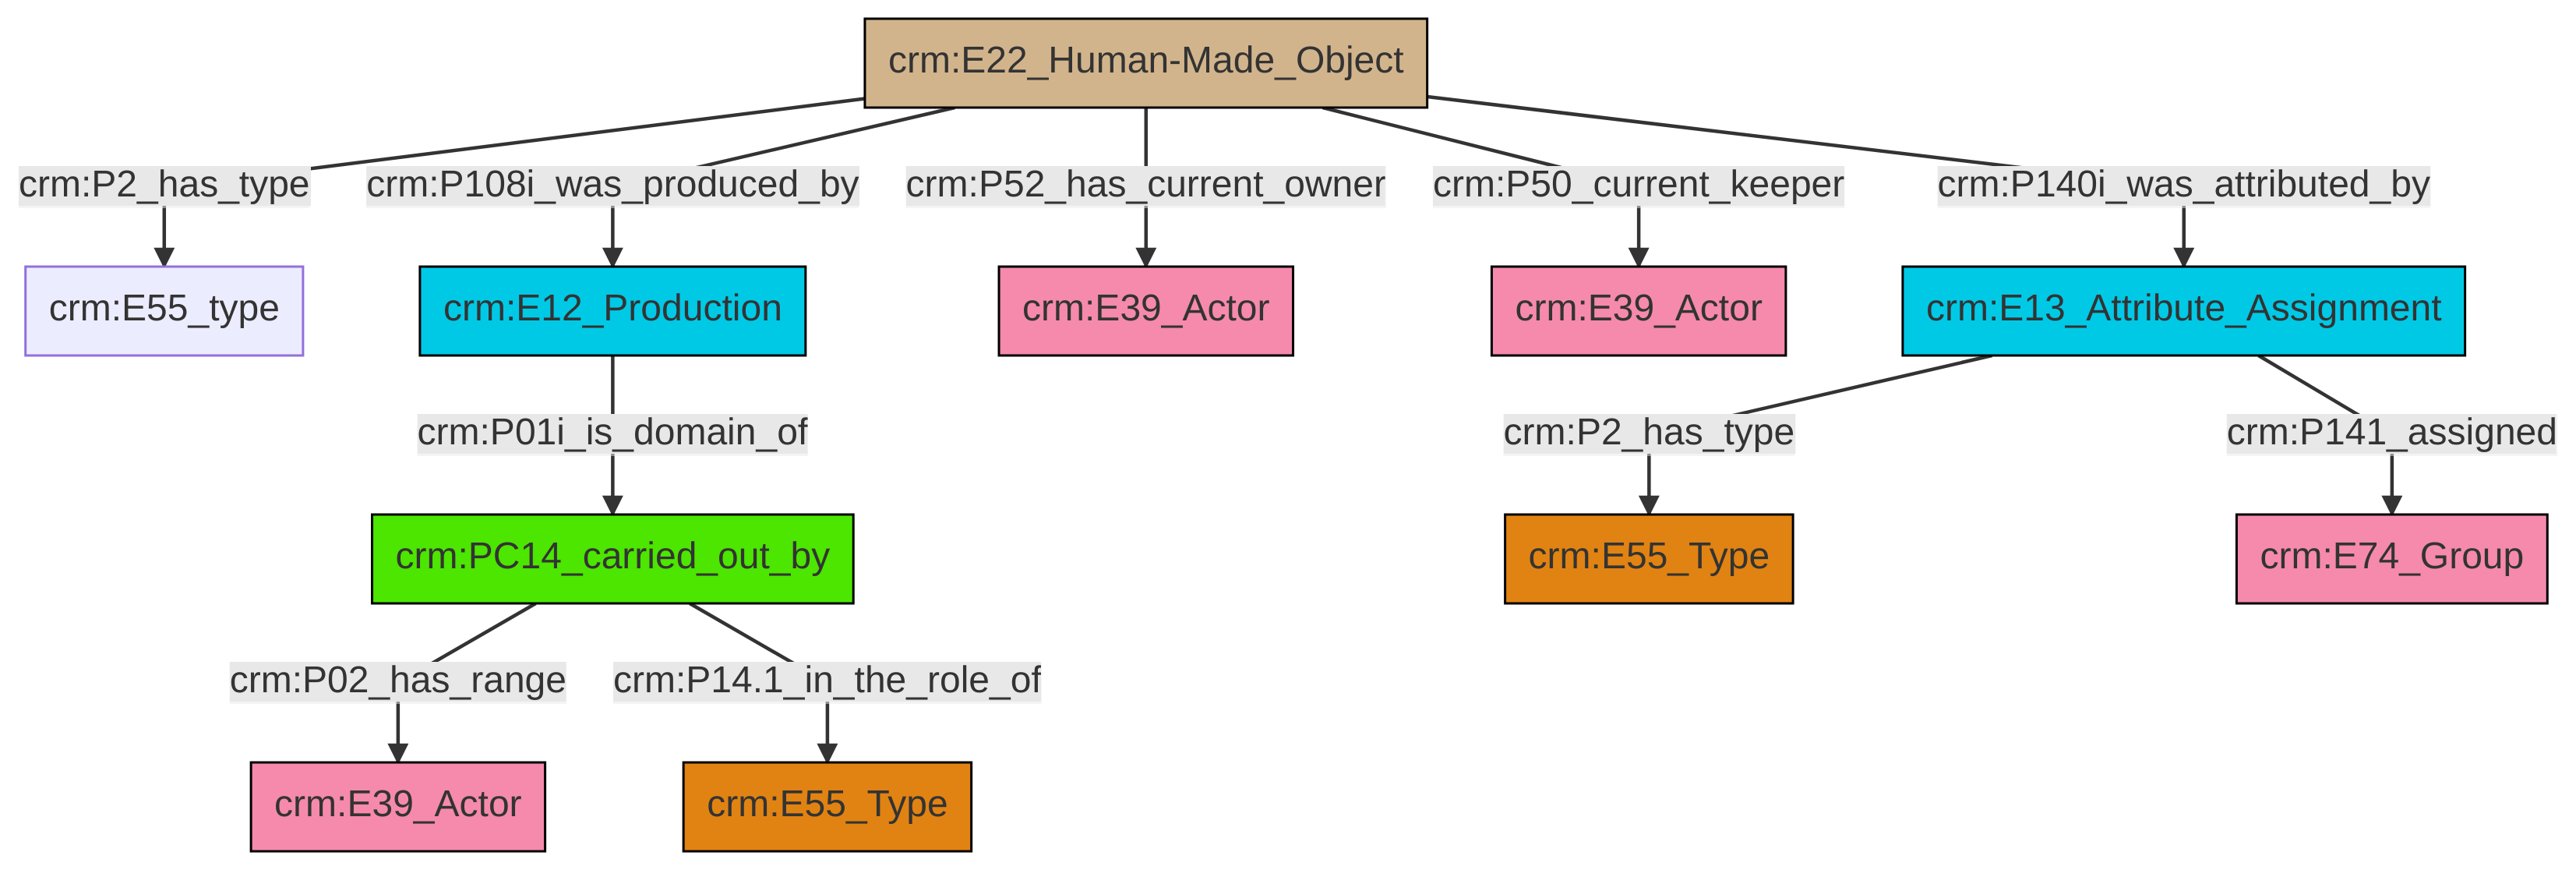 crm:E22_Human-Made_Object
crm:P2_has_type
crm:P108i_was_produced_by
crm:P52_has_current_owner
crm:P50_current_keeper
crm:P140i_was_attributed_by
crm:E55_type
crm:E12_Production
crm:E39_Actor
crm:E39_Actor
crm:E13_Attribute_Assignment
crm:P01i_is_domain_of
crm:P2_has_type
crm:P141_assigned
crm:PC14_carried_out_by
crm:E55_Type
crm:E74_Group
crm:P02_has_range
crm:P14.1_in_the_role_of
crm:E39_Actor
crm:E55_Type